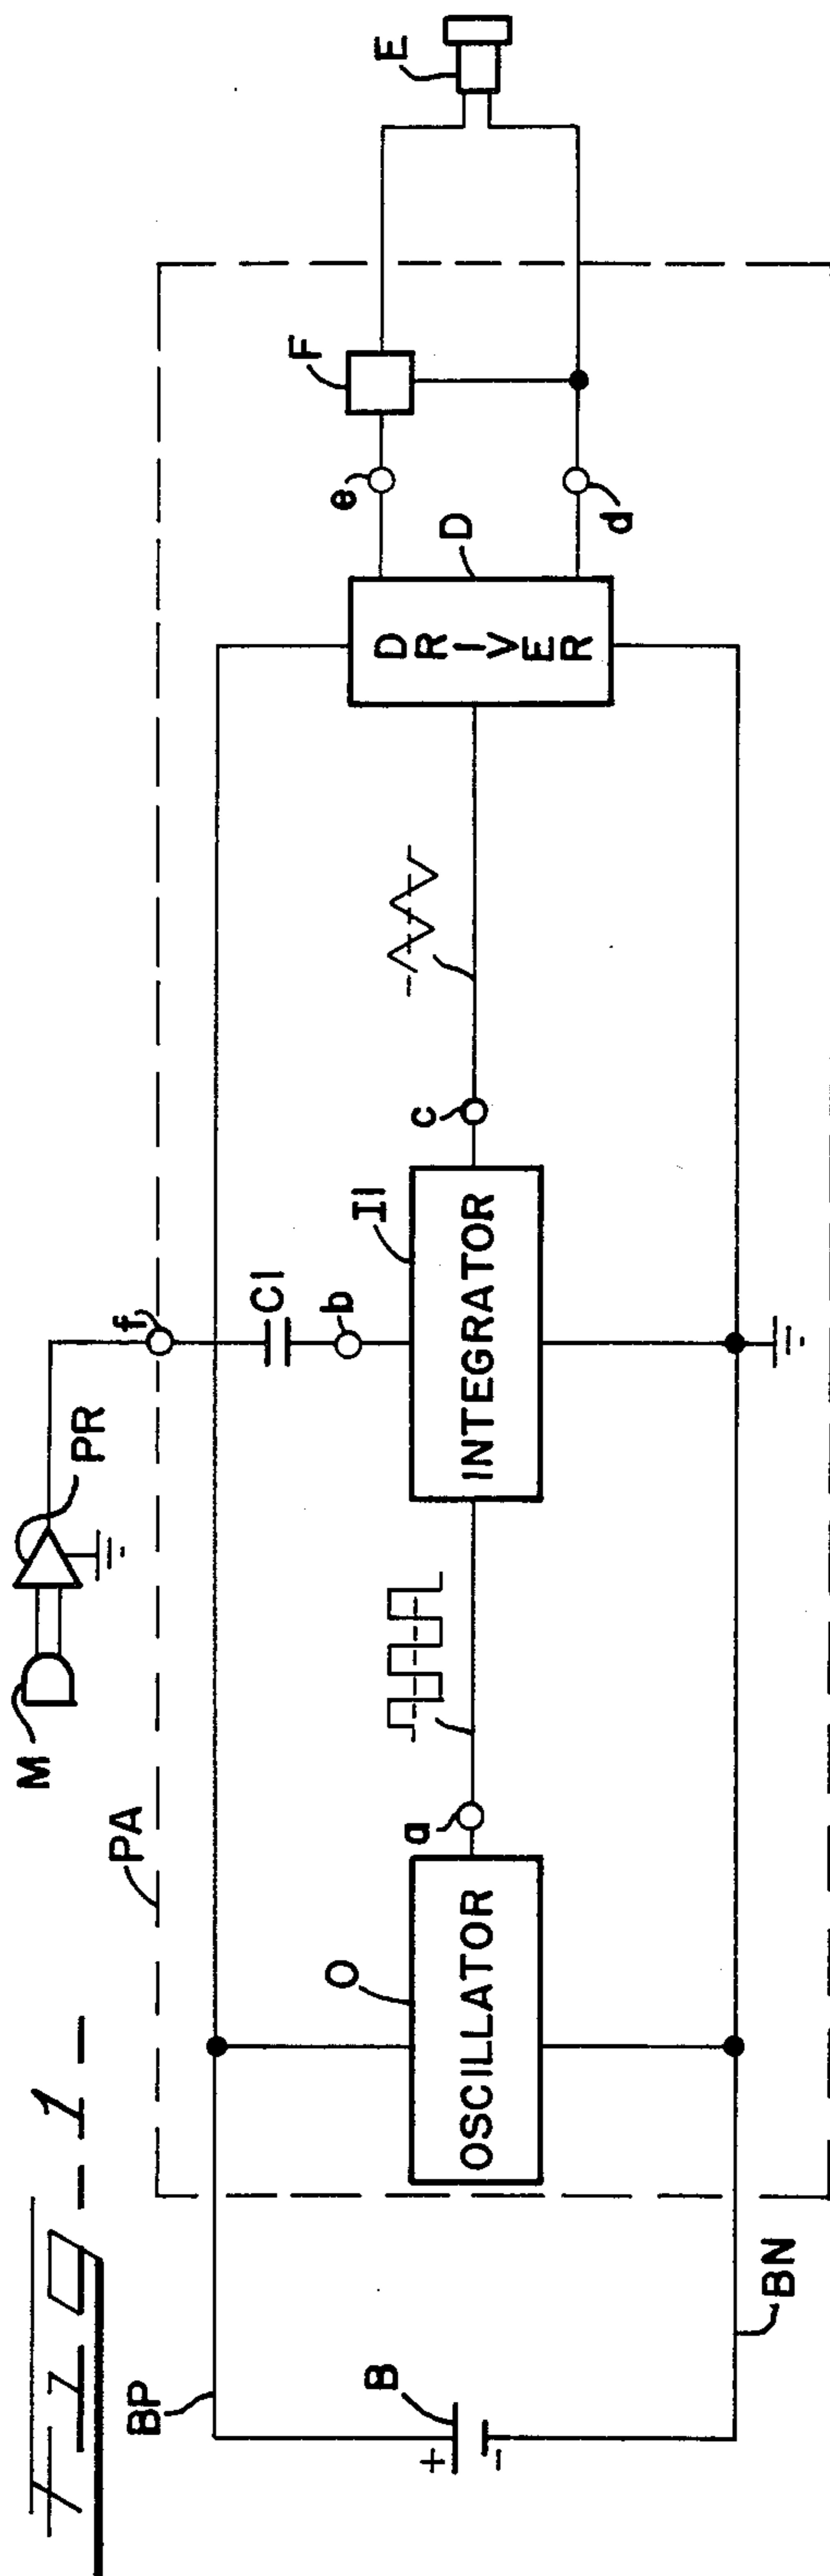 Fig-1-
M
PR
PA
f
BP
C1
b
O
I1
F
E
e
a
c
D
OSCILLATOR
INTEGRATOR
DRIVER
B
+
-
d
BN